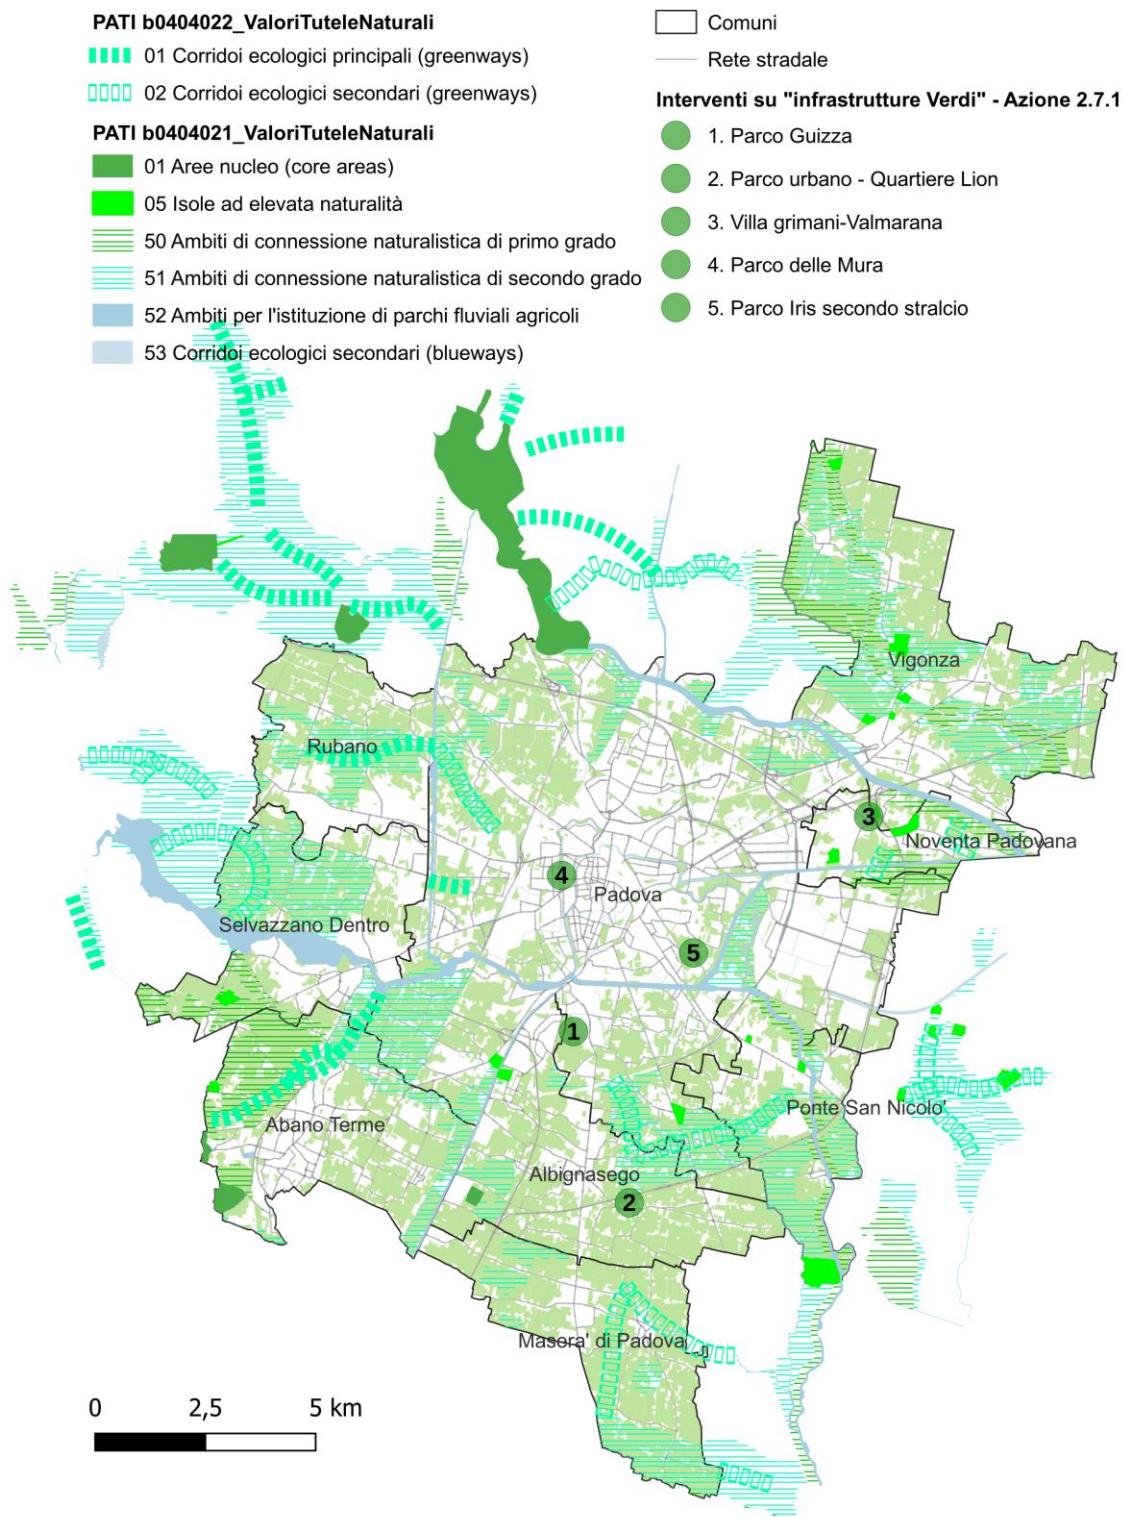 PATI b0404022_ValoriTuteleNaturali
01 Corridoi ecologici principali (greenways)
02 Corridoi ecologici secondari (greenways)
PATI b0404021_ValoriTuteleNaturali
01 Aree nucleo (core areas)
05 Isole ad elevata naturalità
50 Ambiti di connessione naturalistica di primo grado
51 Ambiti di connessione naturalistica di secondo grado
52 Ambiti per l'istituzione di parchi fluviali agricoli
53 Corridoi ecologici secondari (blueways)
Comuni
Rete stradale
Interventi su "infrastrutture Verdi" - Azione 2.7.1
1. Parco Guizza
2. Parco urbano - Quartiere Lion
3. Villa grimani-Valmarana
4. Parco delle Mura
5. Parco Iris secondo stralcio
Vigonza
Rubano
3
Noventa Padovana
4
Padova
Selvazzano Dentro
5
1
Ponte San Nicolo'
Abano Terme
Albignasego
2
Masera' di Padova
0 2,5 5 km